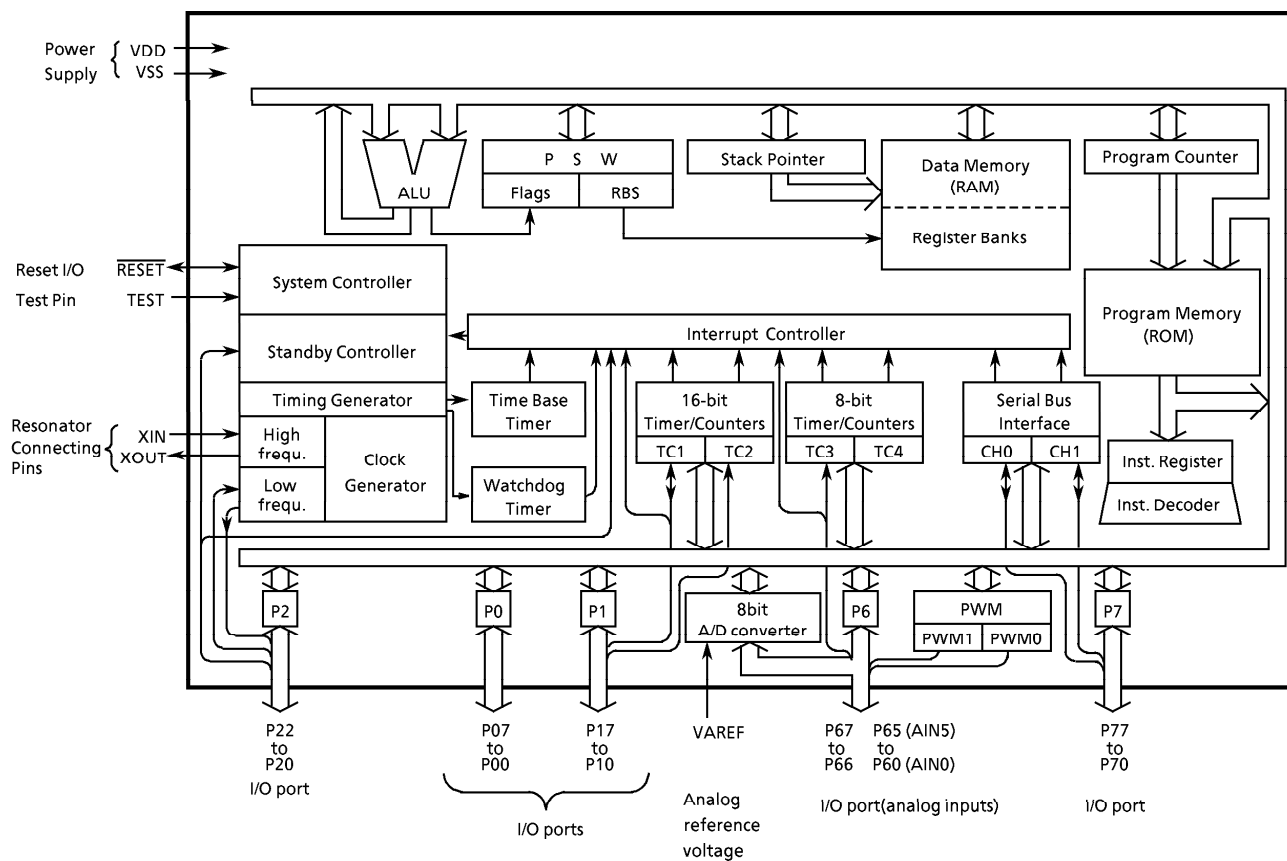 Power
Supply
VDD
VSS
ALU
P S W
Flags
RBS
Stack Pointer
Data Memory
(RAM)
Register Banks
Program Counter
Reset I/O
RESET
Test Pin
TEST
System Controller
Standby Controller
Timing Generator
High
frequ.
Low
frequ.
Clock
Generator
Resonator
Connecting
Pins
XIN
XOUT
Interrupt Controller
Program Memory
(ROM)
Time Base
Timer
Watchdog
Timer
16-bit
Timer/Counters
TC1
TC2
8-bit
Timer/Counters
TC3
TC4
Serial Bus
Interface
CH0
CH1
Inst. Register
Inst. Decoder
P2
P0
P1
8bit
A/D converter
P6
PWM
PWM1
PWM0
P7
P22
to
P20
I/O port
P07
to
P00
P17
to
P10
I/O ports
VAREF
Analog
reference
voltage
P67
to
P66
P65 (AIN5)
to
P60 (AIN0)
I/O port(analog inputs)
P77
to
P70
I/O port